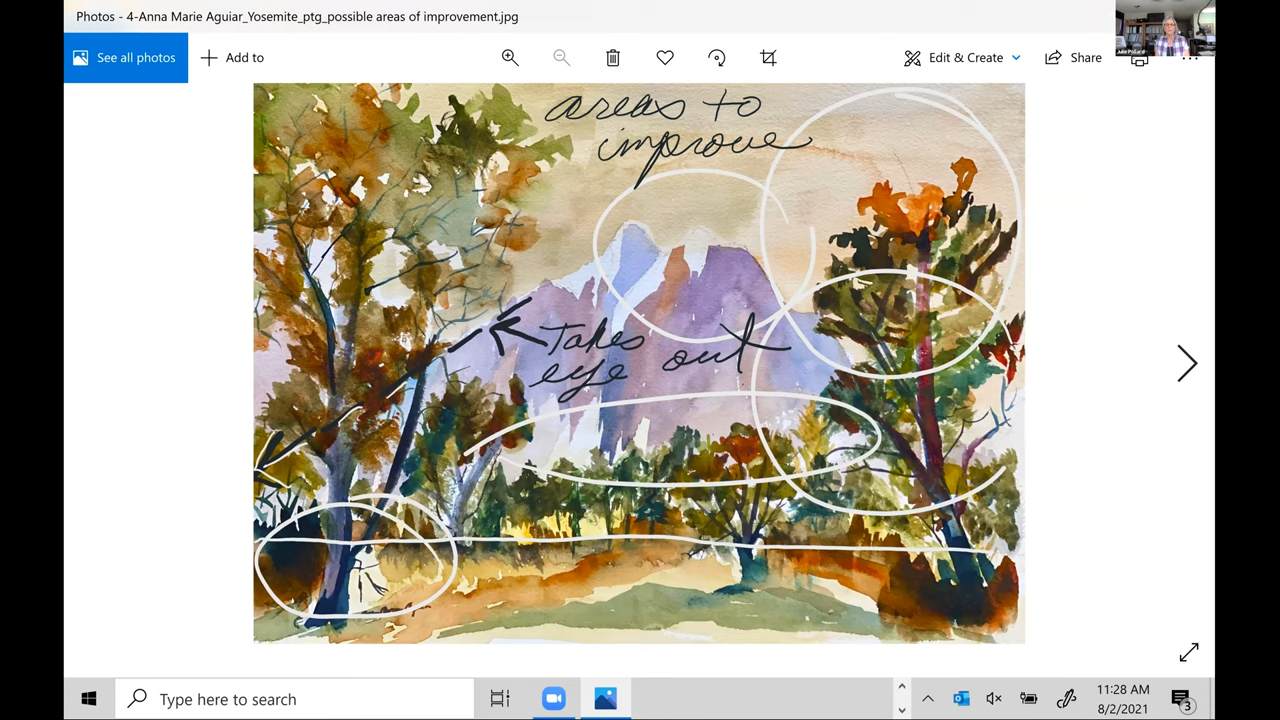 Photos - 4-Anna Marie Aguiar_Yosemite_ptg_possible areas of improvement.jpg
See all photos
Add to
Edit & Create
Share
areas to
improve
Takes
eye out
Type here to search
11:28 AM
8/2/2021
3